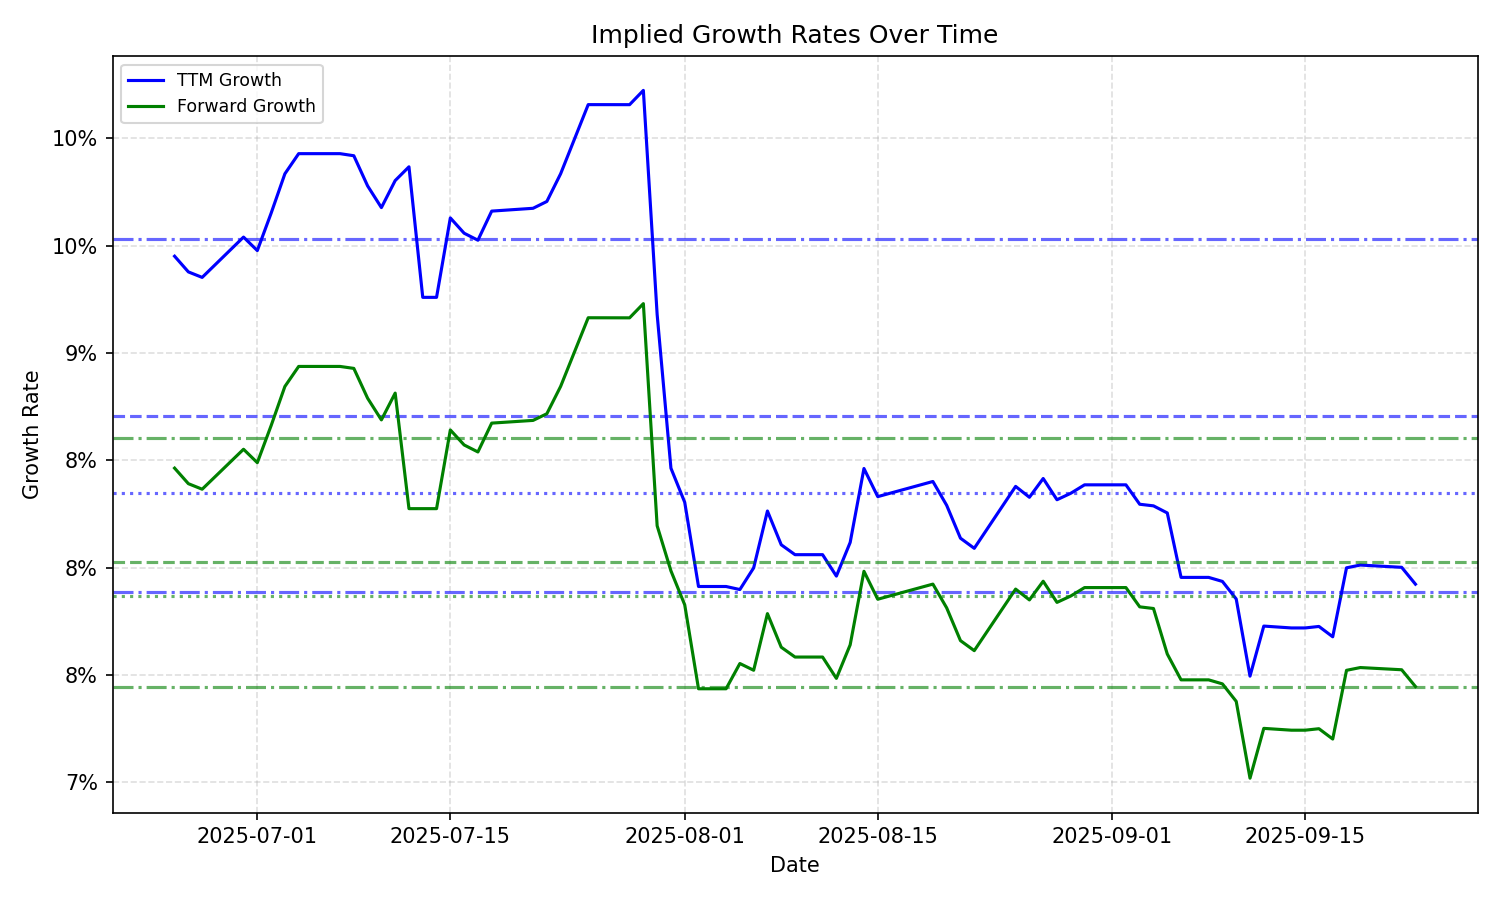 Implied Growth Rates Over Time
TTM Growth
Forward Growth
10%
10%
9%
8%
8%
8%
7%
Growth Rate
2025-07-01
2025-07-15
2025-08-01
2025-08-15
2025-09-01
2025-09-15
Date